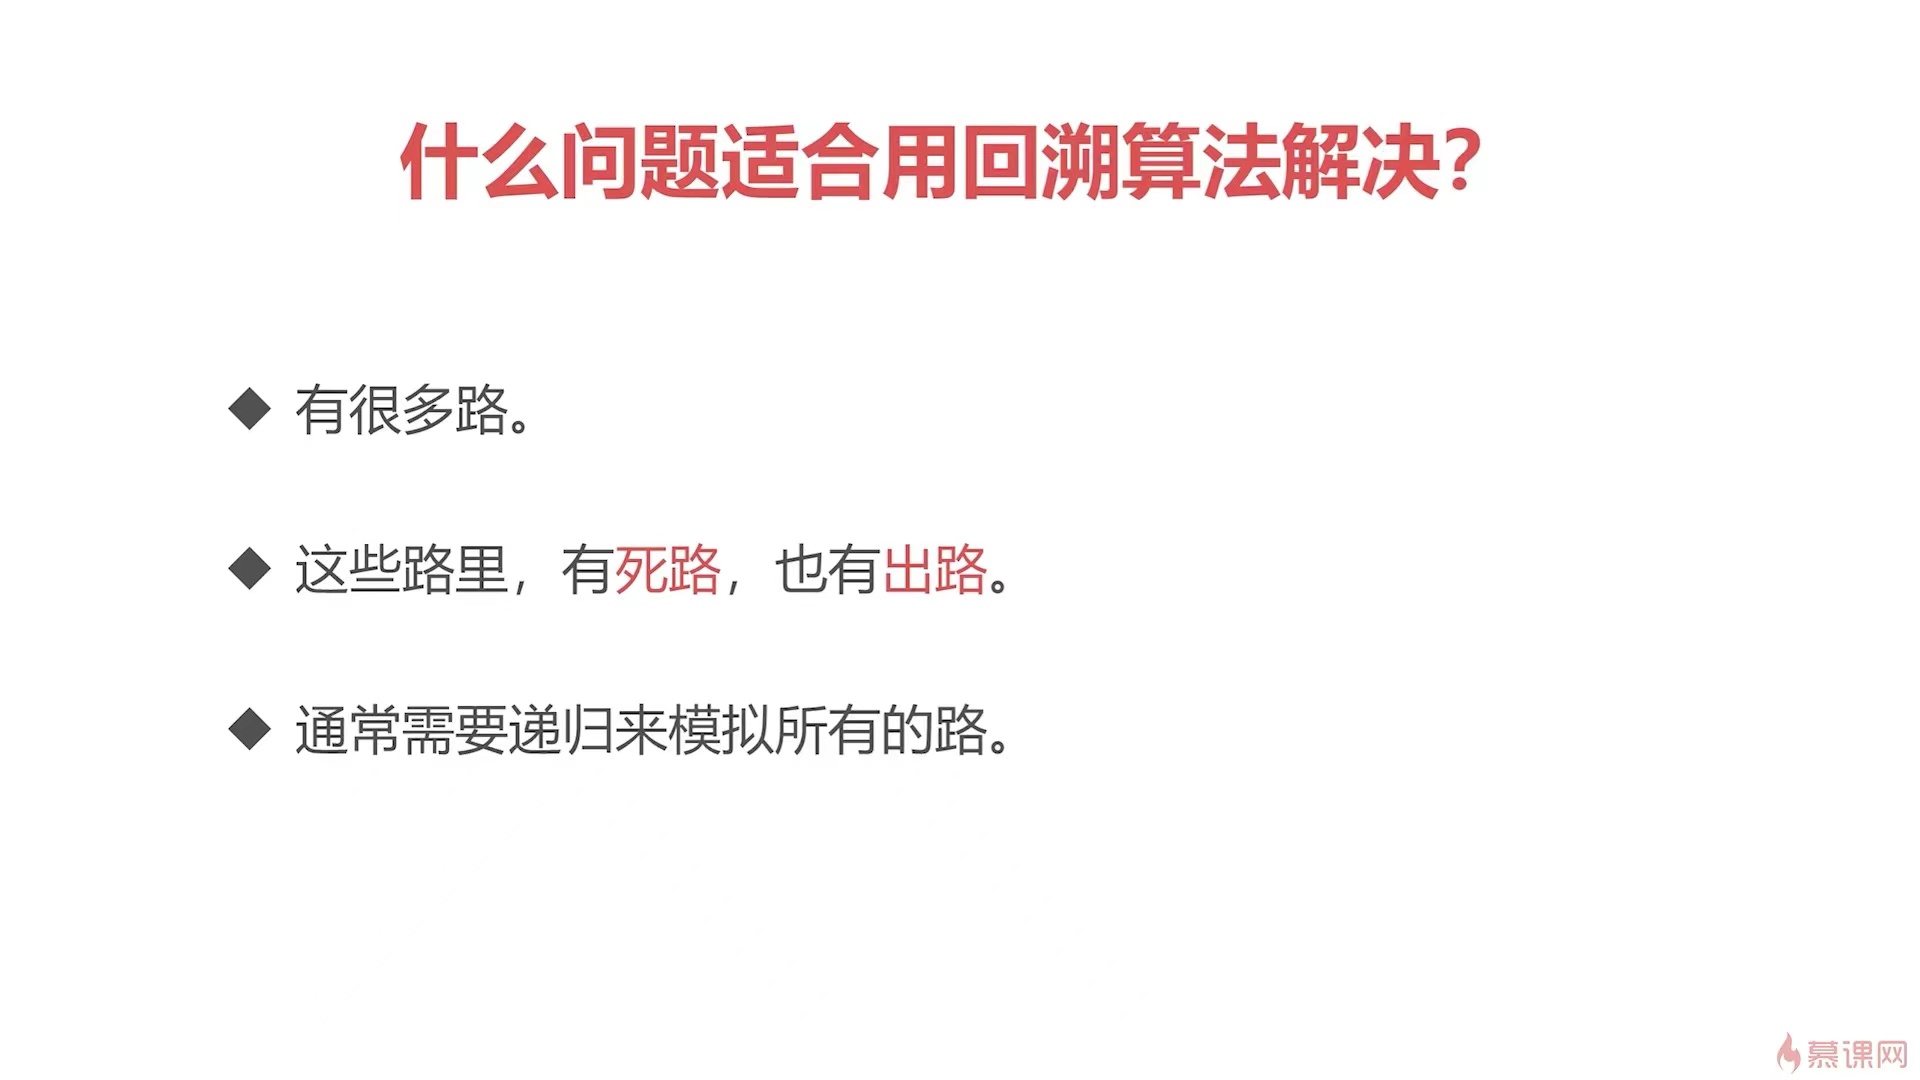 什么问题适合用回溯算法解决?
◆ 有很多路。
◆ 这些路里，有死路，也有出路。
◆ 通常需要递归来模拟所有的路。
慕课网